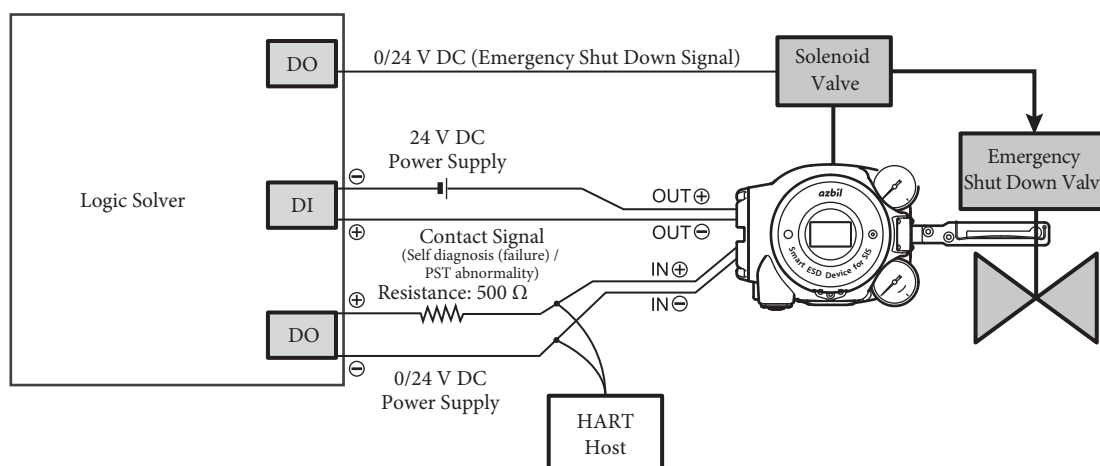 DO
0/24 V DC (Emergency Shut Down Signal)
Solenoid
Valve
24 V DC
Power Supply
Emergency
Shut Down Valve
Logic Solver
⊖
DI
⊕
OUT⊕
OUT⊖
azbil
Smart ESD Device for SIS
Contact Signal
(Self diagnosis (failure) /
PST abnormality)
Resistance: 500 Ω
IN⊕
IN⊖
⊕
DO
⊖
0/24 V DC
Power Supply
HART
Host